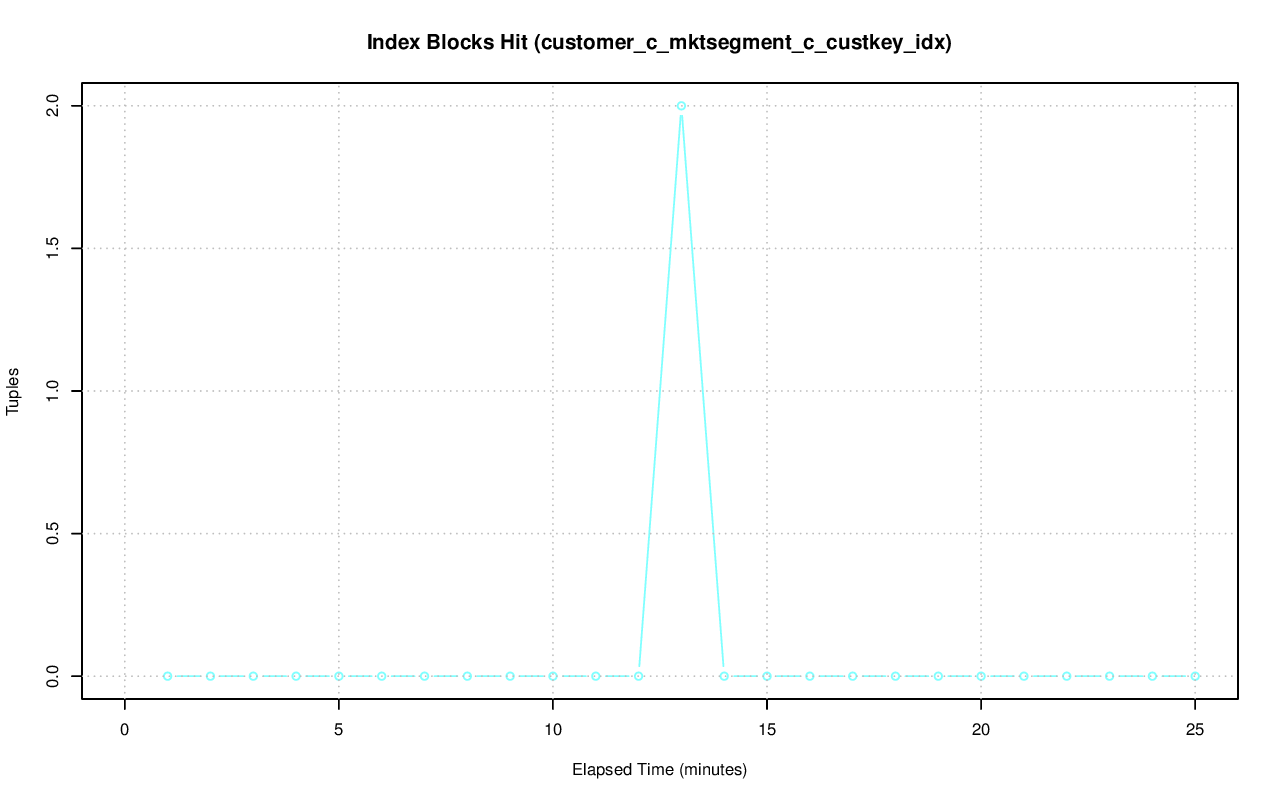 Index Blocks Hit (customer_c_mktsegment_c_custkey_idx)
2.0
1.5
1.0
0.5
0.0
Tuples
0 5 10 15 20 25
Elapsed Time (minutes)